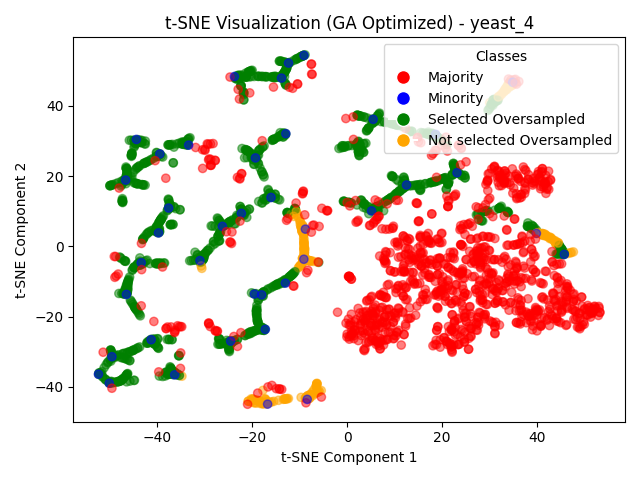 t-SNE Visualization (GA Optimized) - yeast_4
Classes
Majority
Minority
Selected Oversampled
Not selected Oversampled
40
20
0
−20
−40
−40
−20
0
20
40
t-SNE Component 2
t-SNE Component 1